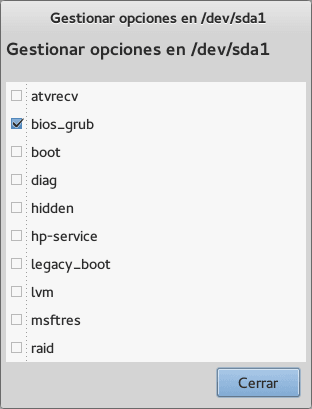 Gestionar opciones en /dev/sda1
Gestionar opciones en /dev/sda1
atvrecv
bios_grub
boot
diag
hidden
hp-service
legacy_boot
lvm
msftres
raid
Cerrar